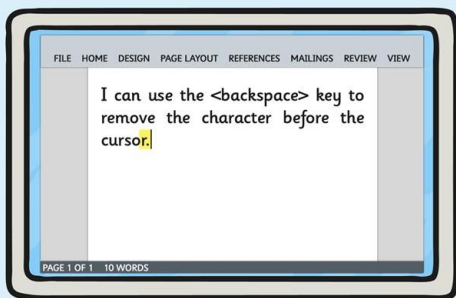 FILE HOME DESIGN PAGE LAYOUT REFERENCES MAILINGS REVIEW VIEW
I can use the <backspace> key to
remove the character before the
cursor.
PAGE 1 OF 1 10 WORDS